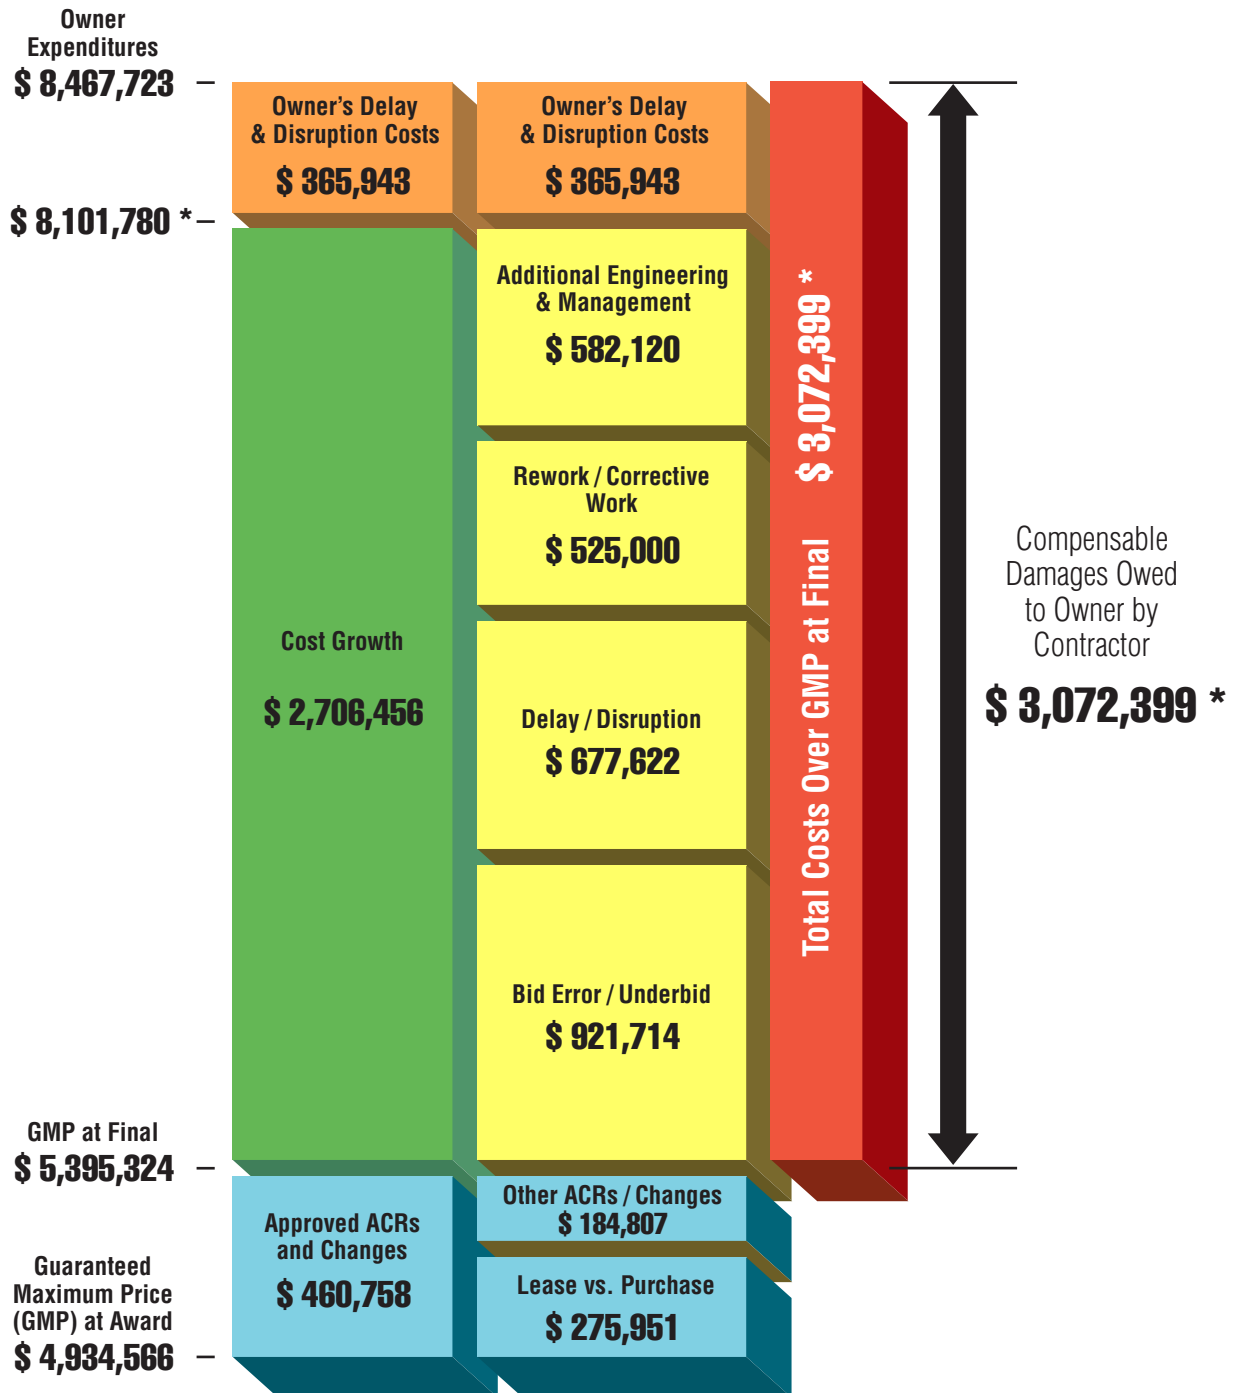 Owner
Expenditures
$ 8,467,723
$ 8,101,780 *
GMP at Final
$ 5,395,324
Guaranteed
Maximum Price
(GMP) at Award
$ 4,934,566
Owner's Delay
& Disruption Costs
$ 365,943
Cost Growth
$ 2,706,456
Approved ACRs
and Changes
$ 460,758
Owner's Delay
& Disruption Costs
$ 365,943
Additional Engineering
& Management
$ 582,120
Rework / Corrective
Work
$ 525,000
Delay / Disruption
$ 677,622
Bid Error / Underbid
$ 921,714
Other ACRs / Changes
$ 184,807
Lease vs. Purchase
$ 275,951
Total Costs Over GMP at Final $ 3,072,399 *
Compensable
Damages Owed
to Owner by
Contractor
$ 3,072,399 *